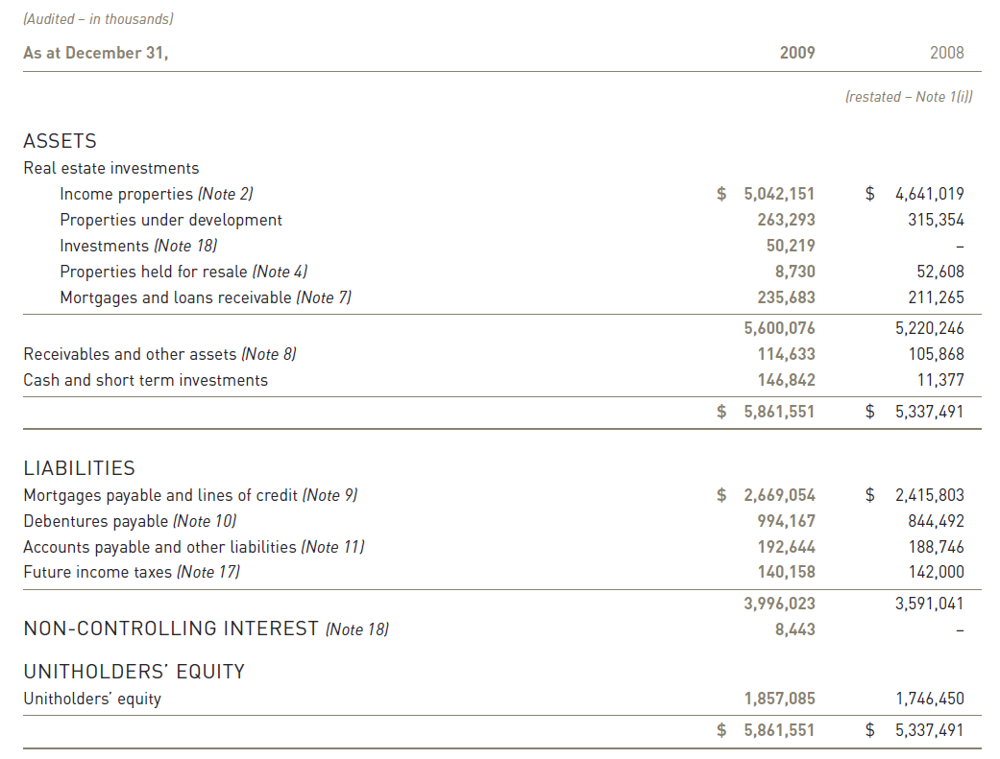 (Audited – in thousands)
As at December 31, 2009 2008
(restated – Note 1(i))
ASSETS
Real estate investments
Income properties (Note 2) $ 5,042,151 $ 4,641,019
Properties under development 263,293 315,354
Investments (Note 18) 50,219 –
Properties held for resale (Note 4) 8,730 52,608
Mortgages and loans receivable (Note 7) 235,683 211,265
5,600,076 5,220,246
Receivables and other assets (Note 8) 114,633 105,868
Cash and short term investments 146,842 11,377
$ 5,861,551 $ 5,337,491
LIABILITIES
Mortgages payable and lines of credit (Note 9) $ 2,669,054 $ 2,415,803
Debentures payable (Note 10) 994,167 844,492
Accounts payable and other liabilities (Note 11) 192,644 188,746
Future income taxes (Note 17) 140,158 142,000
3,996,023 3,591,041
NON-CONTROLLING INTEREST (Note 18) 8,443 –
UNITHOLDERS’ EQUITY
Unitholders’ equity 1,857,085 1,746,450
$ 5,861,551 $ 5,337,491